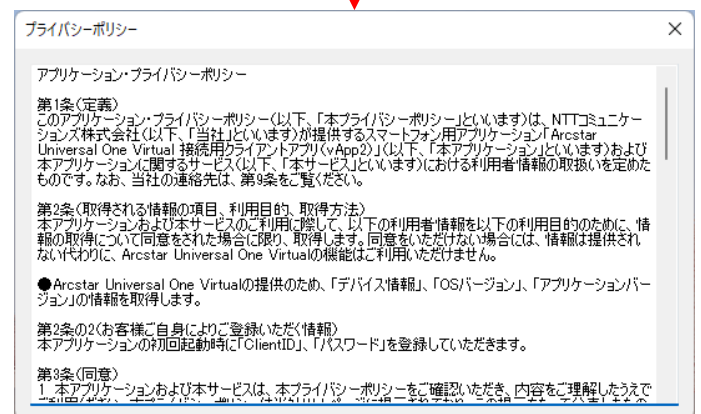 プライバシーポリシー
アプリケーション・プライバシーポリシー
第1条(定義)
このアプリケーション・プライバシーポリシー(以下、「本プライバシーポリシー」といいます)は、NTTコミュニケー
ションズ株式会社(以下、「当社」といいます)が提供するスマートフォン用アプリケーション「Arcstar
Universal One Virtual 接続用クライアントアプリ(vApp2)」(以下、「本アプリケーション」といいます)および
本アプリケーションに関するサービス(以下、「本サービス」といいます)における利用者情報の取扱いを定めた
ものです。なお、当社の連絡先は、第9条をご覧ください。
第2条(取得される情報の項目、利用目的、取得方法)
本アプリケーションおよび本サービスのご利用に際して、以下の利用者情報を以下の利用目的のために、情
報の取得について同意をされた場合に限り、取得します。同意をいただけない場合には、情報は提供され
ない代わりに、Arcstar Universal One Virtualの機能はご利用いただけません。
●Arcstar Universal One Virtualの提供のため、「デバイス情報」、「OSバージョン」、「アプリケーションバー
ジョン」の情報を取得します。
第2条の2(お客様ご自身によりご登録いただく情報)
本アプリケーションの初回起動時に「ClientID」、「パスワード」を登録していただきます。
第3条(同意)
1 本アプリケーションおよび本サービスは、本プライバシーポリシーをご確認いただき、内容をご理解したうえで